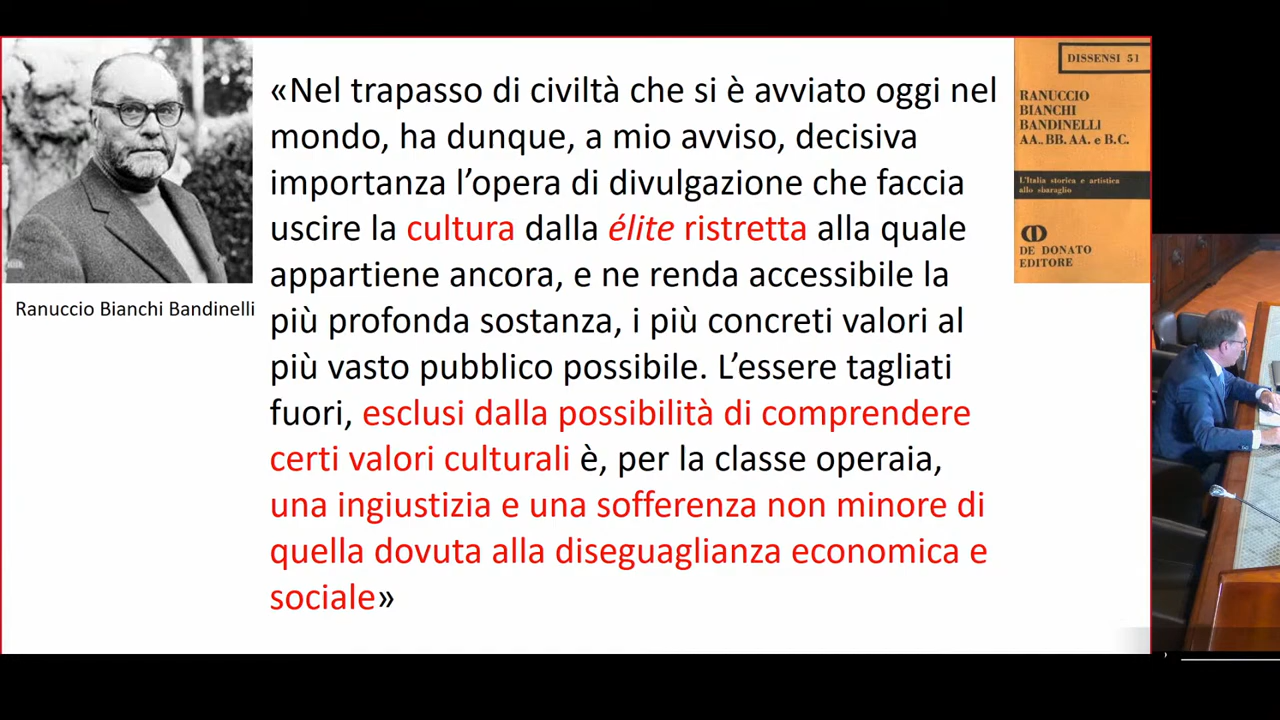 «Nel trapasso di civiltà che si è avviato oggi nel
mondo, ha dunque, a mio avviso, decisiva
importanza l’opera di divulgazione che faccia
uscire la cultura dalla élite ristretta alla quale
appartiene ancora, e ne renda accessibile la
più profonda sostanza, i più concreti valori al
più vasto pubblico possibile. L’essere tagliati
fuori, esclusi dalla possibilità di comprendere
certi valori culturali è, per la classe operaia,
una ingiustizia e una sofferenza non minore di
quella dovuta alla diseguaglianza economica e
sociale»
Ranuccio Bianchi Bandinelli
DISSENSI 51
RANUCCIO
BIANCHI
BANDINELLI
AA., BB. AA. e B.C.
L'Italia storica e artistica
allo sbaraglio
DE DONATO
EDITORE